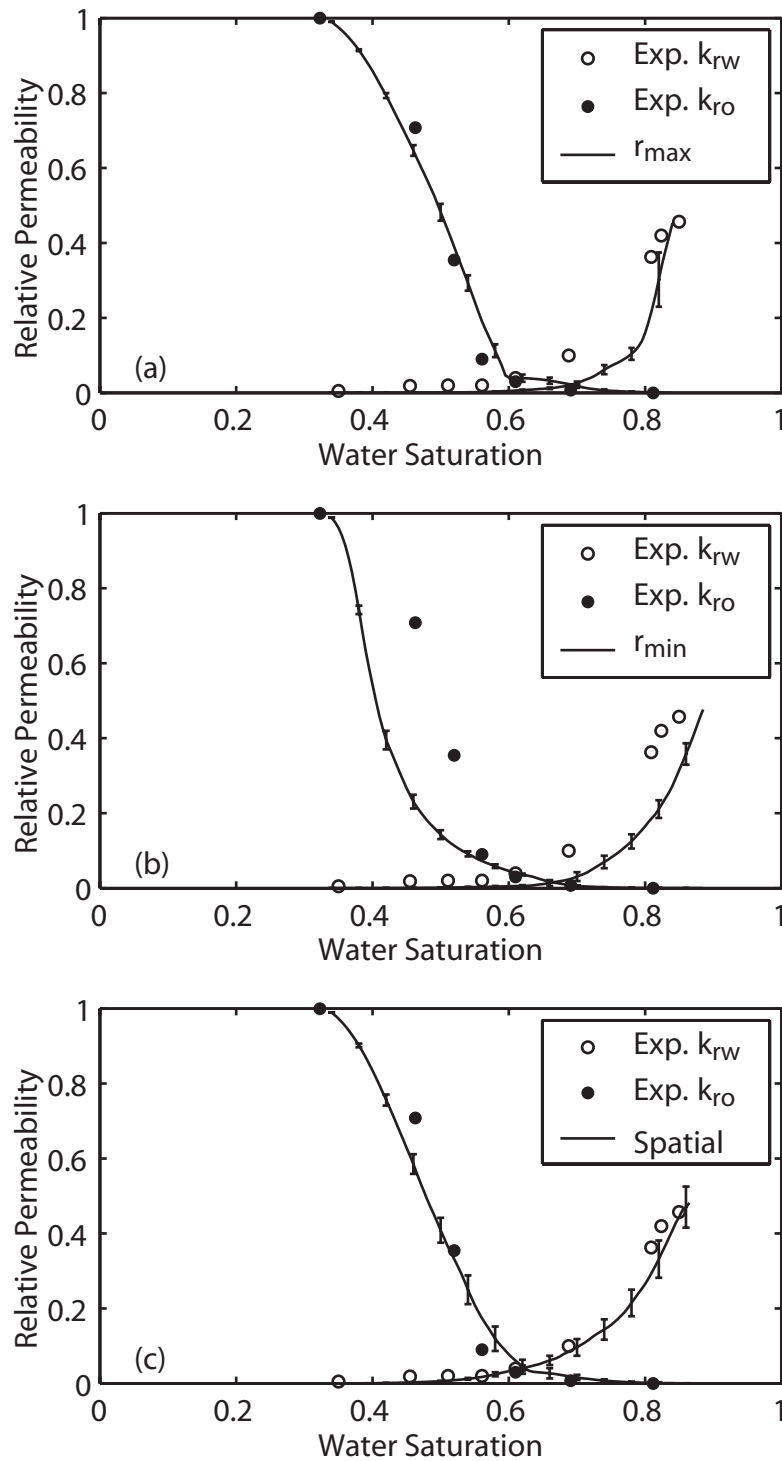 1
0.8
0.6
0.4
0.2
0
Relative Permeability
Exp. krw
Exp. kro
rmax
(a)
0
0.2
0.4
0.6
0.8
1
Water Saturation
1
0.8
0.6
0.4
0.2
0
Relative Permeability
Exp. krw
Exp. kro
rmin
(b)
0
0.2
0.4
0.6
0.8
1
Water Saturation
1
0.8
0.6
0.4
0.2
0
Relative Permeability
Exp. krw
Exp. kro
Spatial
(c)
0
0.2
0.4
0.6
0.8
1
Water Saturation